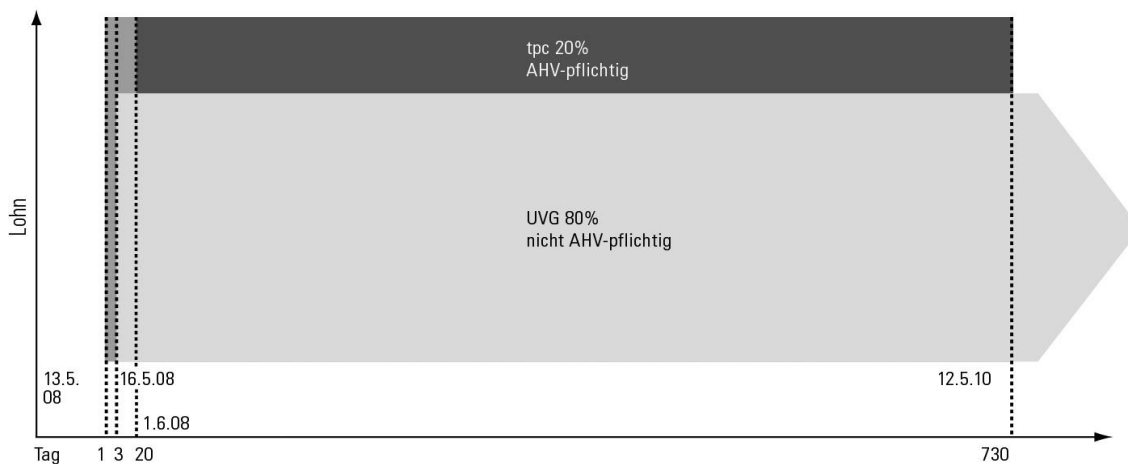 tpc 20%
AHV-pflichtig
Lohn
UVG 80%
nicht AHV-pflichtig
13.5.
08
16.5.08
12.5.10
1.6.08
Tag 1 3 20 730